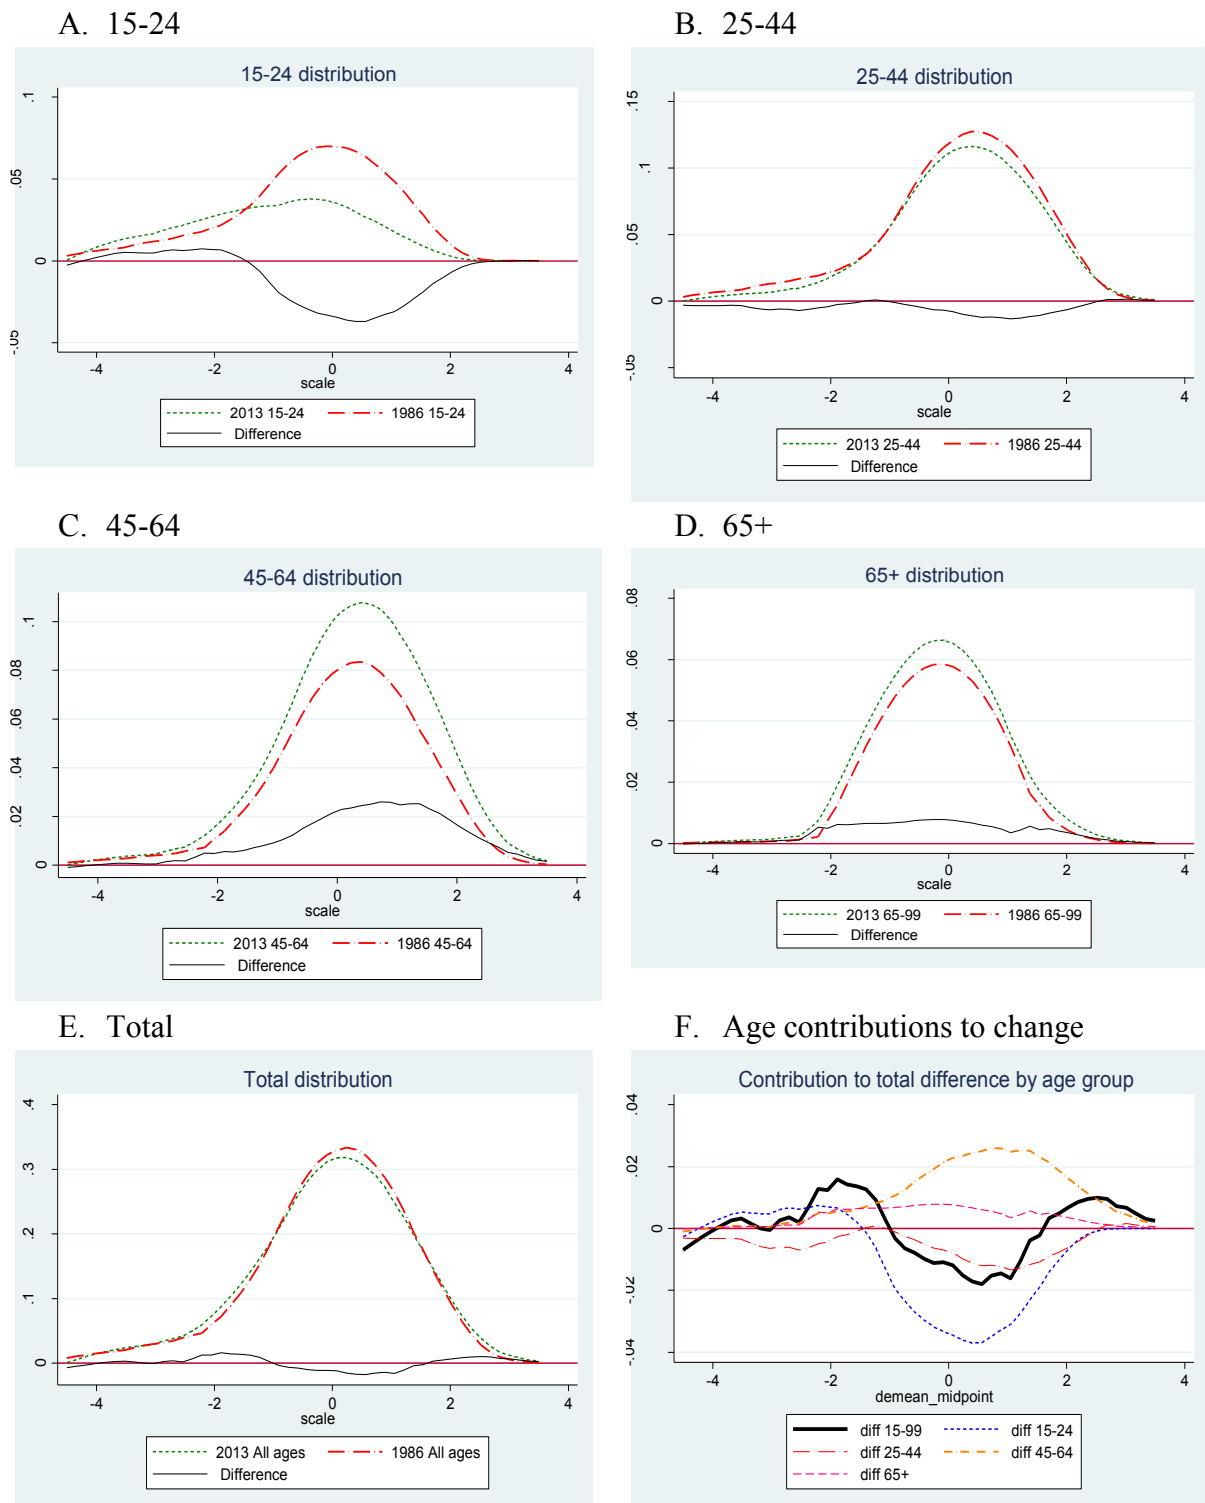 A. 15-24
15-24 distribution
.1
.05
0
-.05
-4 -2 0 2 4
scale
2013 15-24 1986 15-24
Difference
B. 25-44
25-44 distribution
.15
.1
.05
0
-.05
-4 -2 0 2 4
scale
2013 25-44 1986 25-44
Difference
C. 45-64
45-64 distribution
.1
.08
.06
.04
.02
0
-4 -2 0 2 4
scale
2013 45-64 1986 45-64
Difference
D. 65+
65+ distribution
.08
.06
.04
.02
0
-4 -2 0 2 4
scale
2013 65-99 1986 65-99
Difference
E. Total
Total distribution
.4
.3
.2
.1
0
-4 -2 0 2 4
scale
2013 All ages 1986 All ages
Difference
F. Age contributions to change
Contribution to total difference by age group
.04
.02
0
-.02
-.04
-4 -2 0 2 4
demean_midpoint
diff 15-99 diff 15-24
diff 25-44 diff 45-64
diff 65+